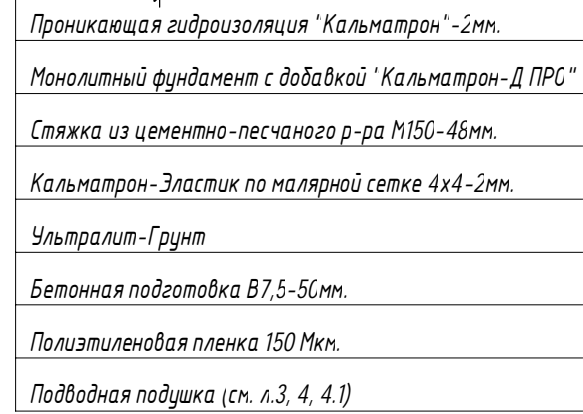 Проникающая гидроизоляция "Кальматрон"-2мм.
Монолитный фундамент с добавкой "Кальматрон-Д ПРО"
Стяжка из цементно-песчаного р-ра М150-48мм.
Кальматрон-Эластик по малярной сетке 4х4-2мм.
Ультралит-Грунт
Бетонная подготовка В7,5-50мм.
Полиэтиленовая пленка 150 Мкм.
Подводная подушка (см. л.3, 4, 4.1)